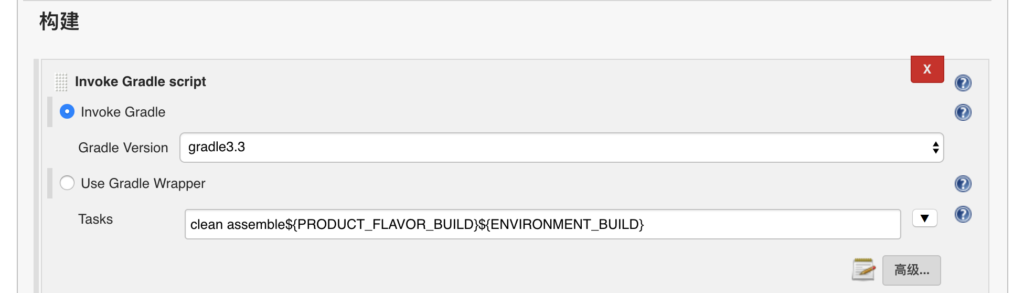 构建
X
Invoke Gradle script
Invoke Gradle
Gradle Version gradle3.3
Use Gradle Wrapper
Tasks clean assemble${PRODUCT_FLAVOR_BUILD}${ENVIRONMENT_BUILD}
高级...